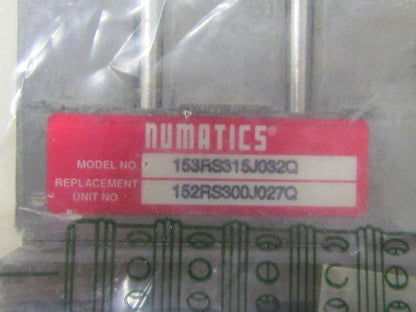 NUMATICS®
MODEL NO. 153RS315J032Q
REPLACEMENT
UNIT NO. 152RS300J027Q